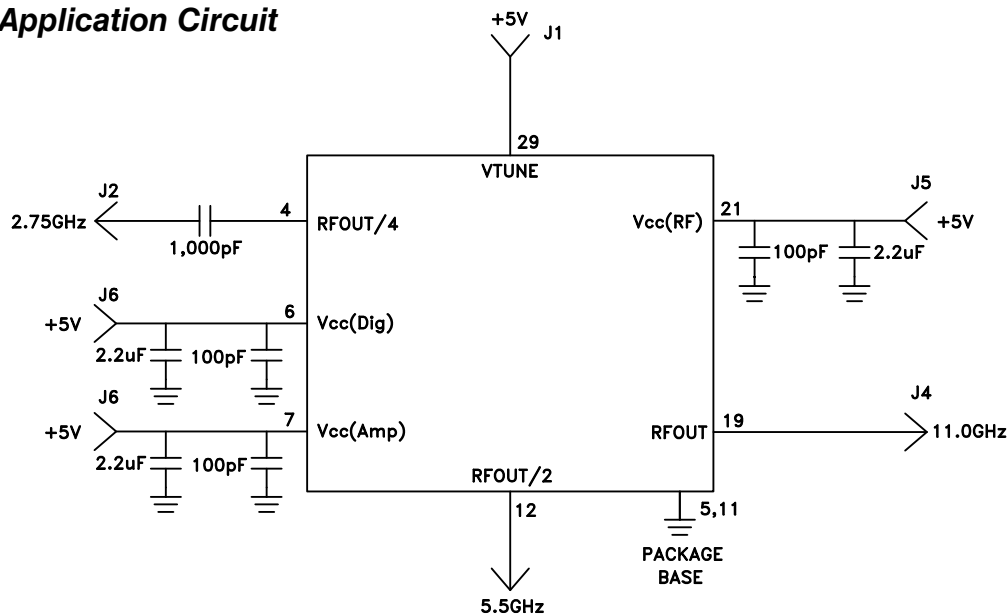 Application Circuit
+5V
J1
29
VTUNE
J2
2.75GHz
1,000pF
4
RFOUT/4
Vcc(RF)
21
J5
+5V
100pF
2.2uF
J6
+5V
6
Vcc(Dig)
2.2uF
100pF
J6
+5V
7
Vcc(Amp)
2.2uF
100pF
RFOUT
19
J4
11.0GHz
RFOUT/2
12
5,11
PACKAGE
BASE
5.5GHz